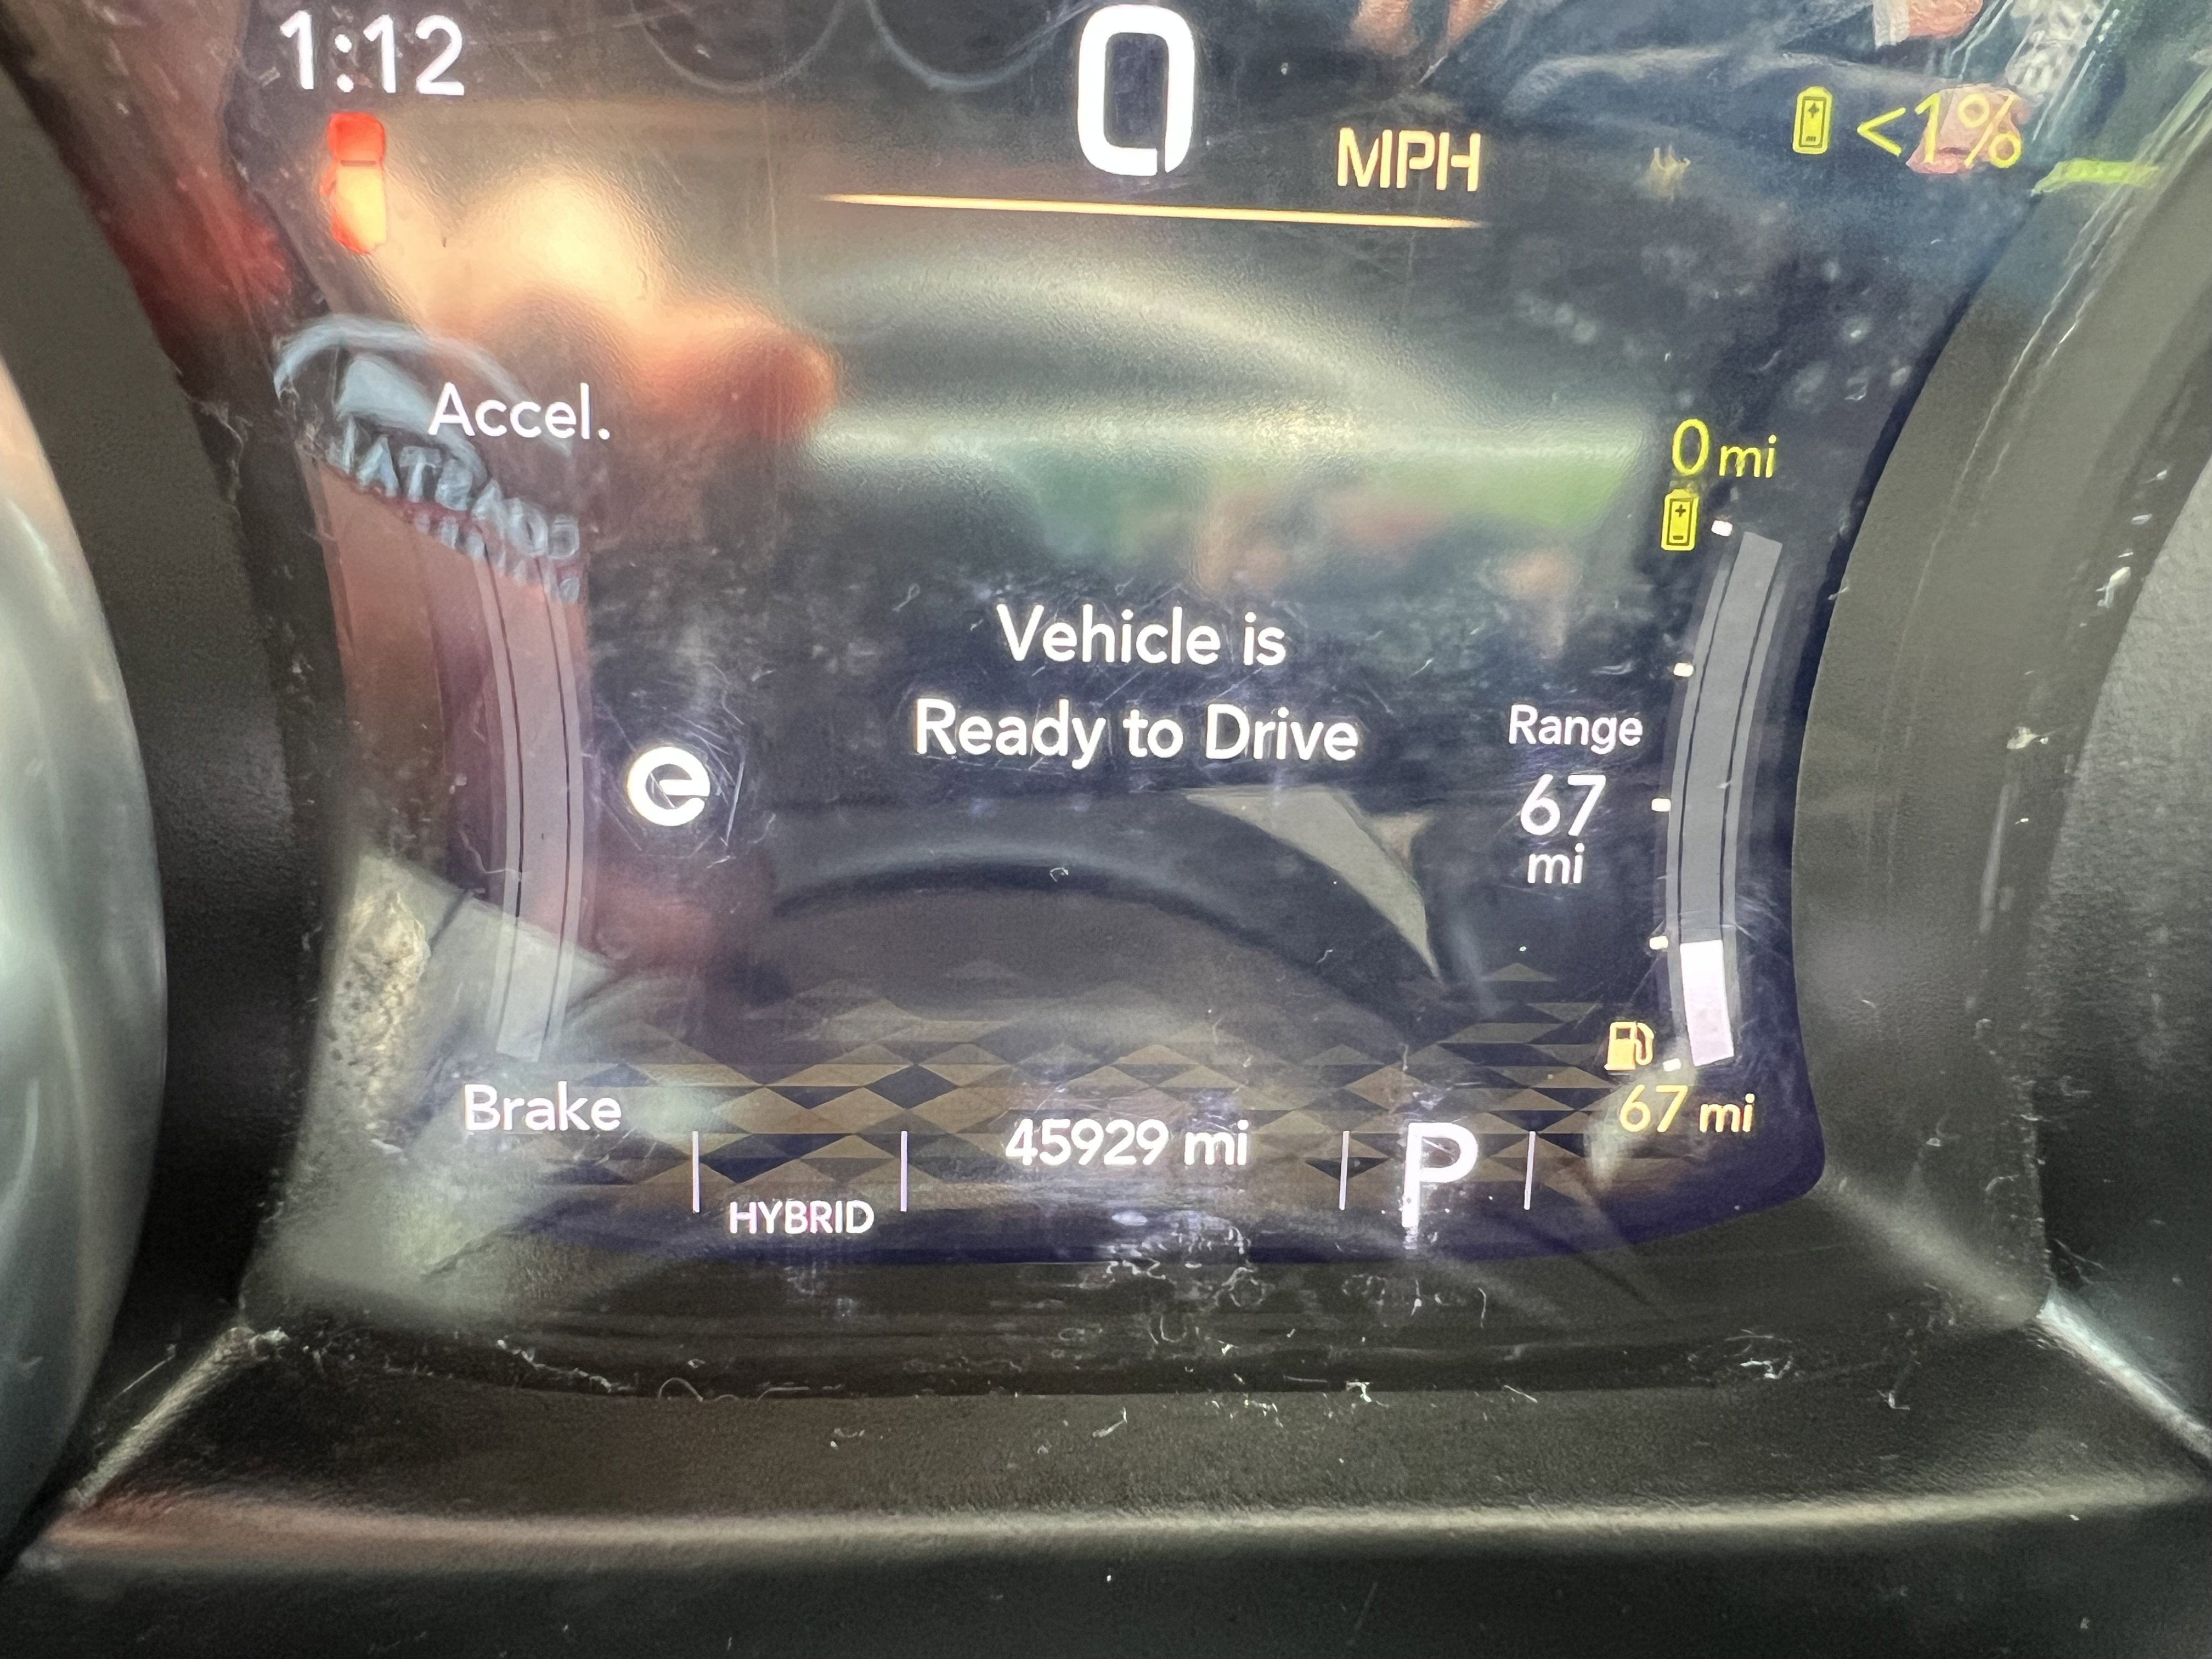 1:12
0
MPH
<1%
Accel.
0 mi
Vehicle is
Ready to Drive
Range
67
mi
e
67 mi
Brake
45929 mi
P
HYBRID